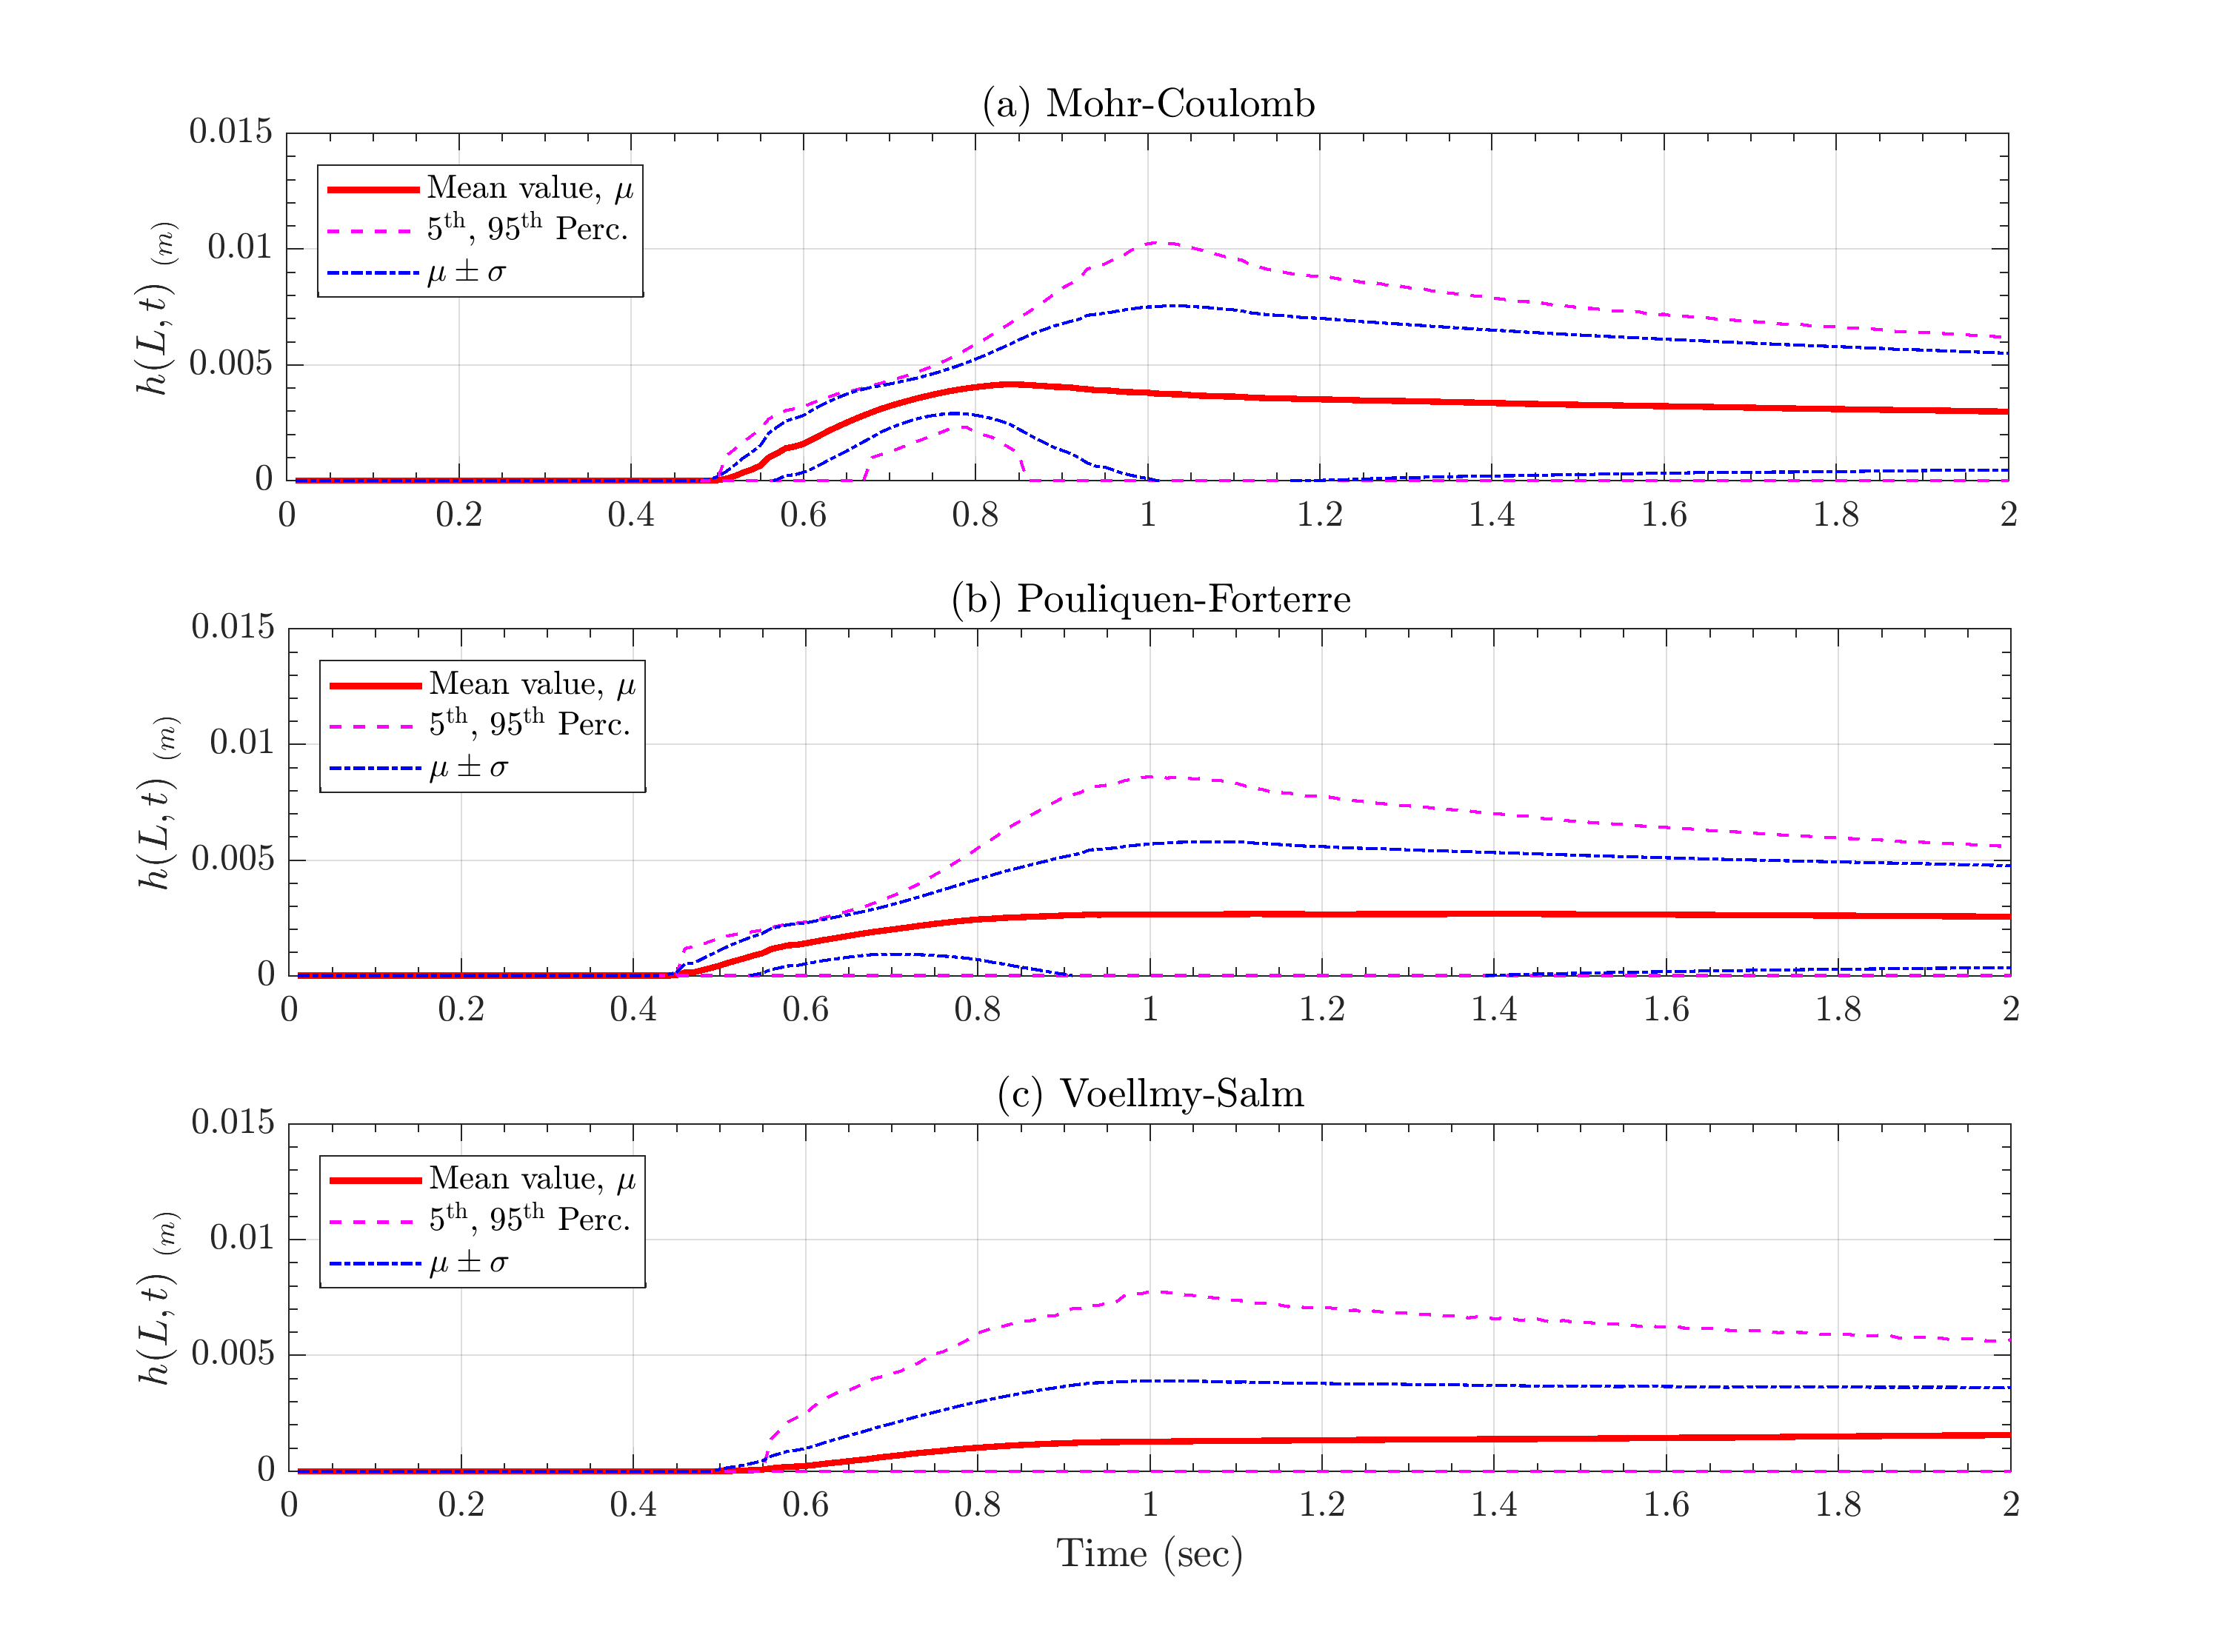 (a) Mohr-Coulomb
0.015
0.01
0.005
0
h(L, t) (m)
Mean value, μ
5th, 95th Perc.
μ ± σ
0 0.2 0.4 0.6 0.8 1 1.2 1.4 1.6 1.8 2
(b) Pouliquen-Forterre
0.015
0.01
0.005
0
h(L, t) (m)
Mean value, μ
5th, 95th Perc.
μ ± σ
0 0.2 0.4 0.6 0.8 1 1.2 1.4 1.6 1.8 2
(c) Voellmy-Salm
0.015
0.01
0.005
0
h(L, t) (m)
Mean value, μ
5th, 95th Perc.
μ ± σ
0 0.2 0.4 0.6 0.8 1 1.2 1.4 1.6 1.8 2
Time (sec)